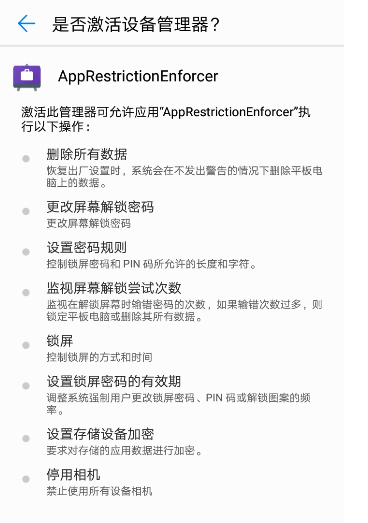 是否激活设备管理器？
AppRestrictionEnforcer
激活此管理器可允许应用“AppRestrictionEnforcer”执
行以下操作：
删除所有数据
恢复出厂设置时，系统会在不发出警告的情况下删除平板电
脑上的数据。
更改屏幕解锁密码
更改屏幕解锁密码
设置密码规则
控制锁屏密码和 PIN 码所允许的长度和字符。
监视屏幕解锁尝试次数
监视在解锁屏幕时输错密码的次数，如果输错次数过多，则
锁定平板电脑或删除其所有数据。
锁屏
控制锁屏的方式和时间
设置锁屏密码的有效期
调整系统强制用户更改锁屏密码、PIN 码或解锁图案的频
率。
设置存储设备加密
要求对存储的应用数据进行加密。
停用相机
禁止使用所有设备相机